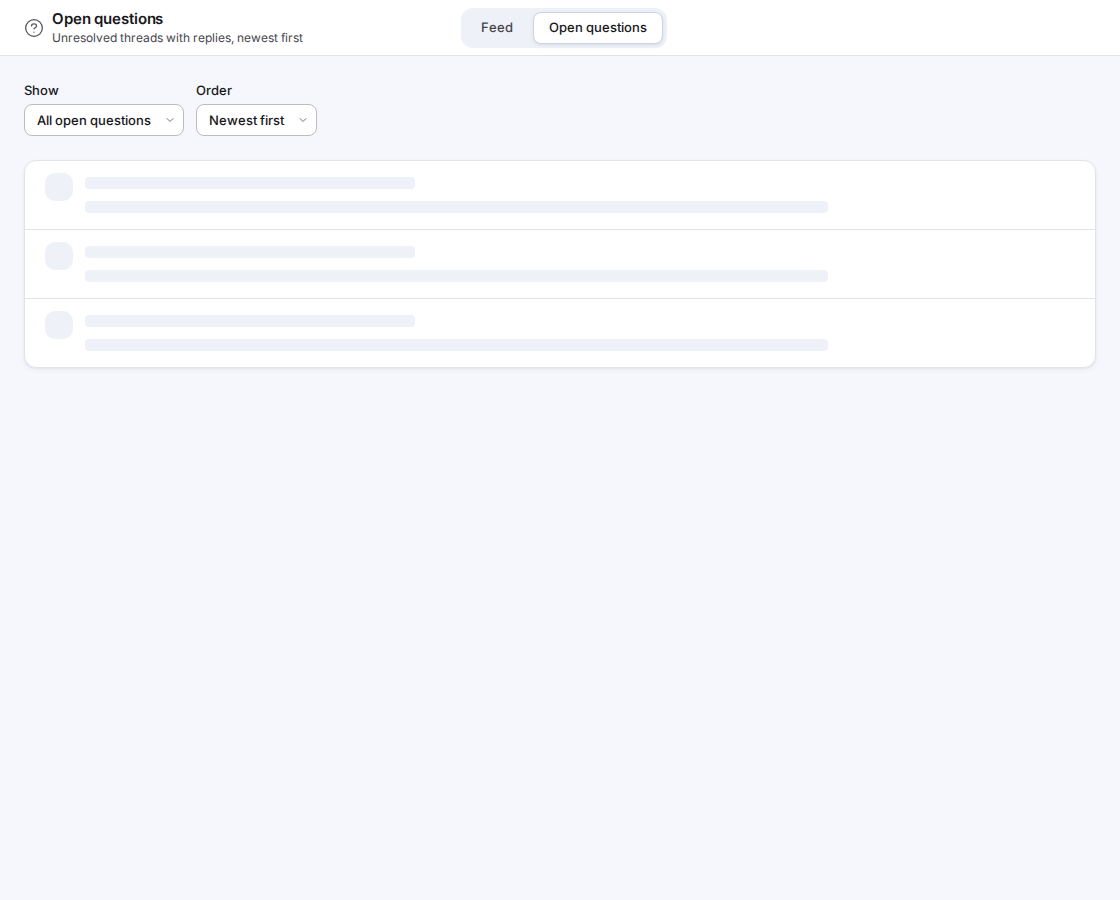 Open questions
Unresolved threads with replies, newest first
Feed
Open questions
Show
Order
All open questions
Newest first